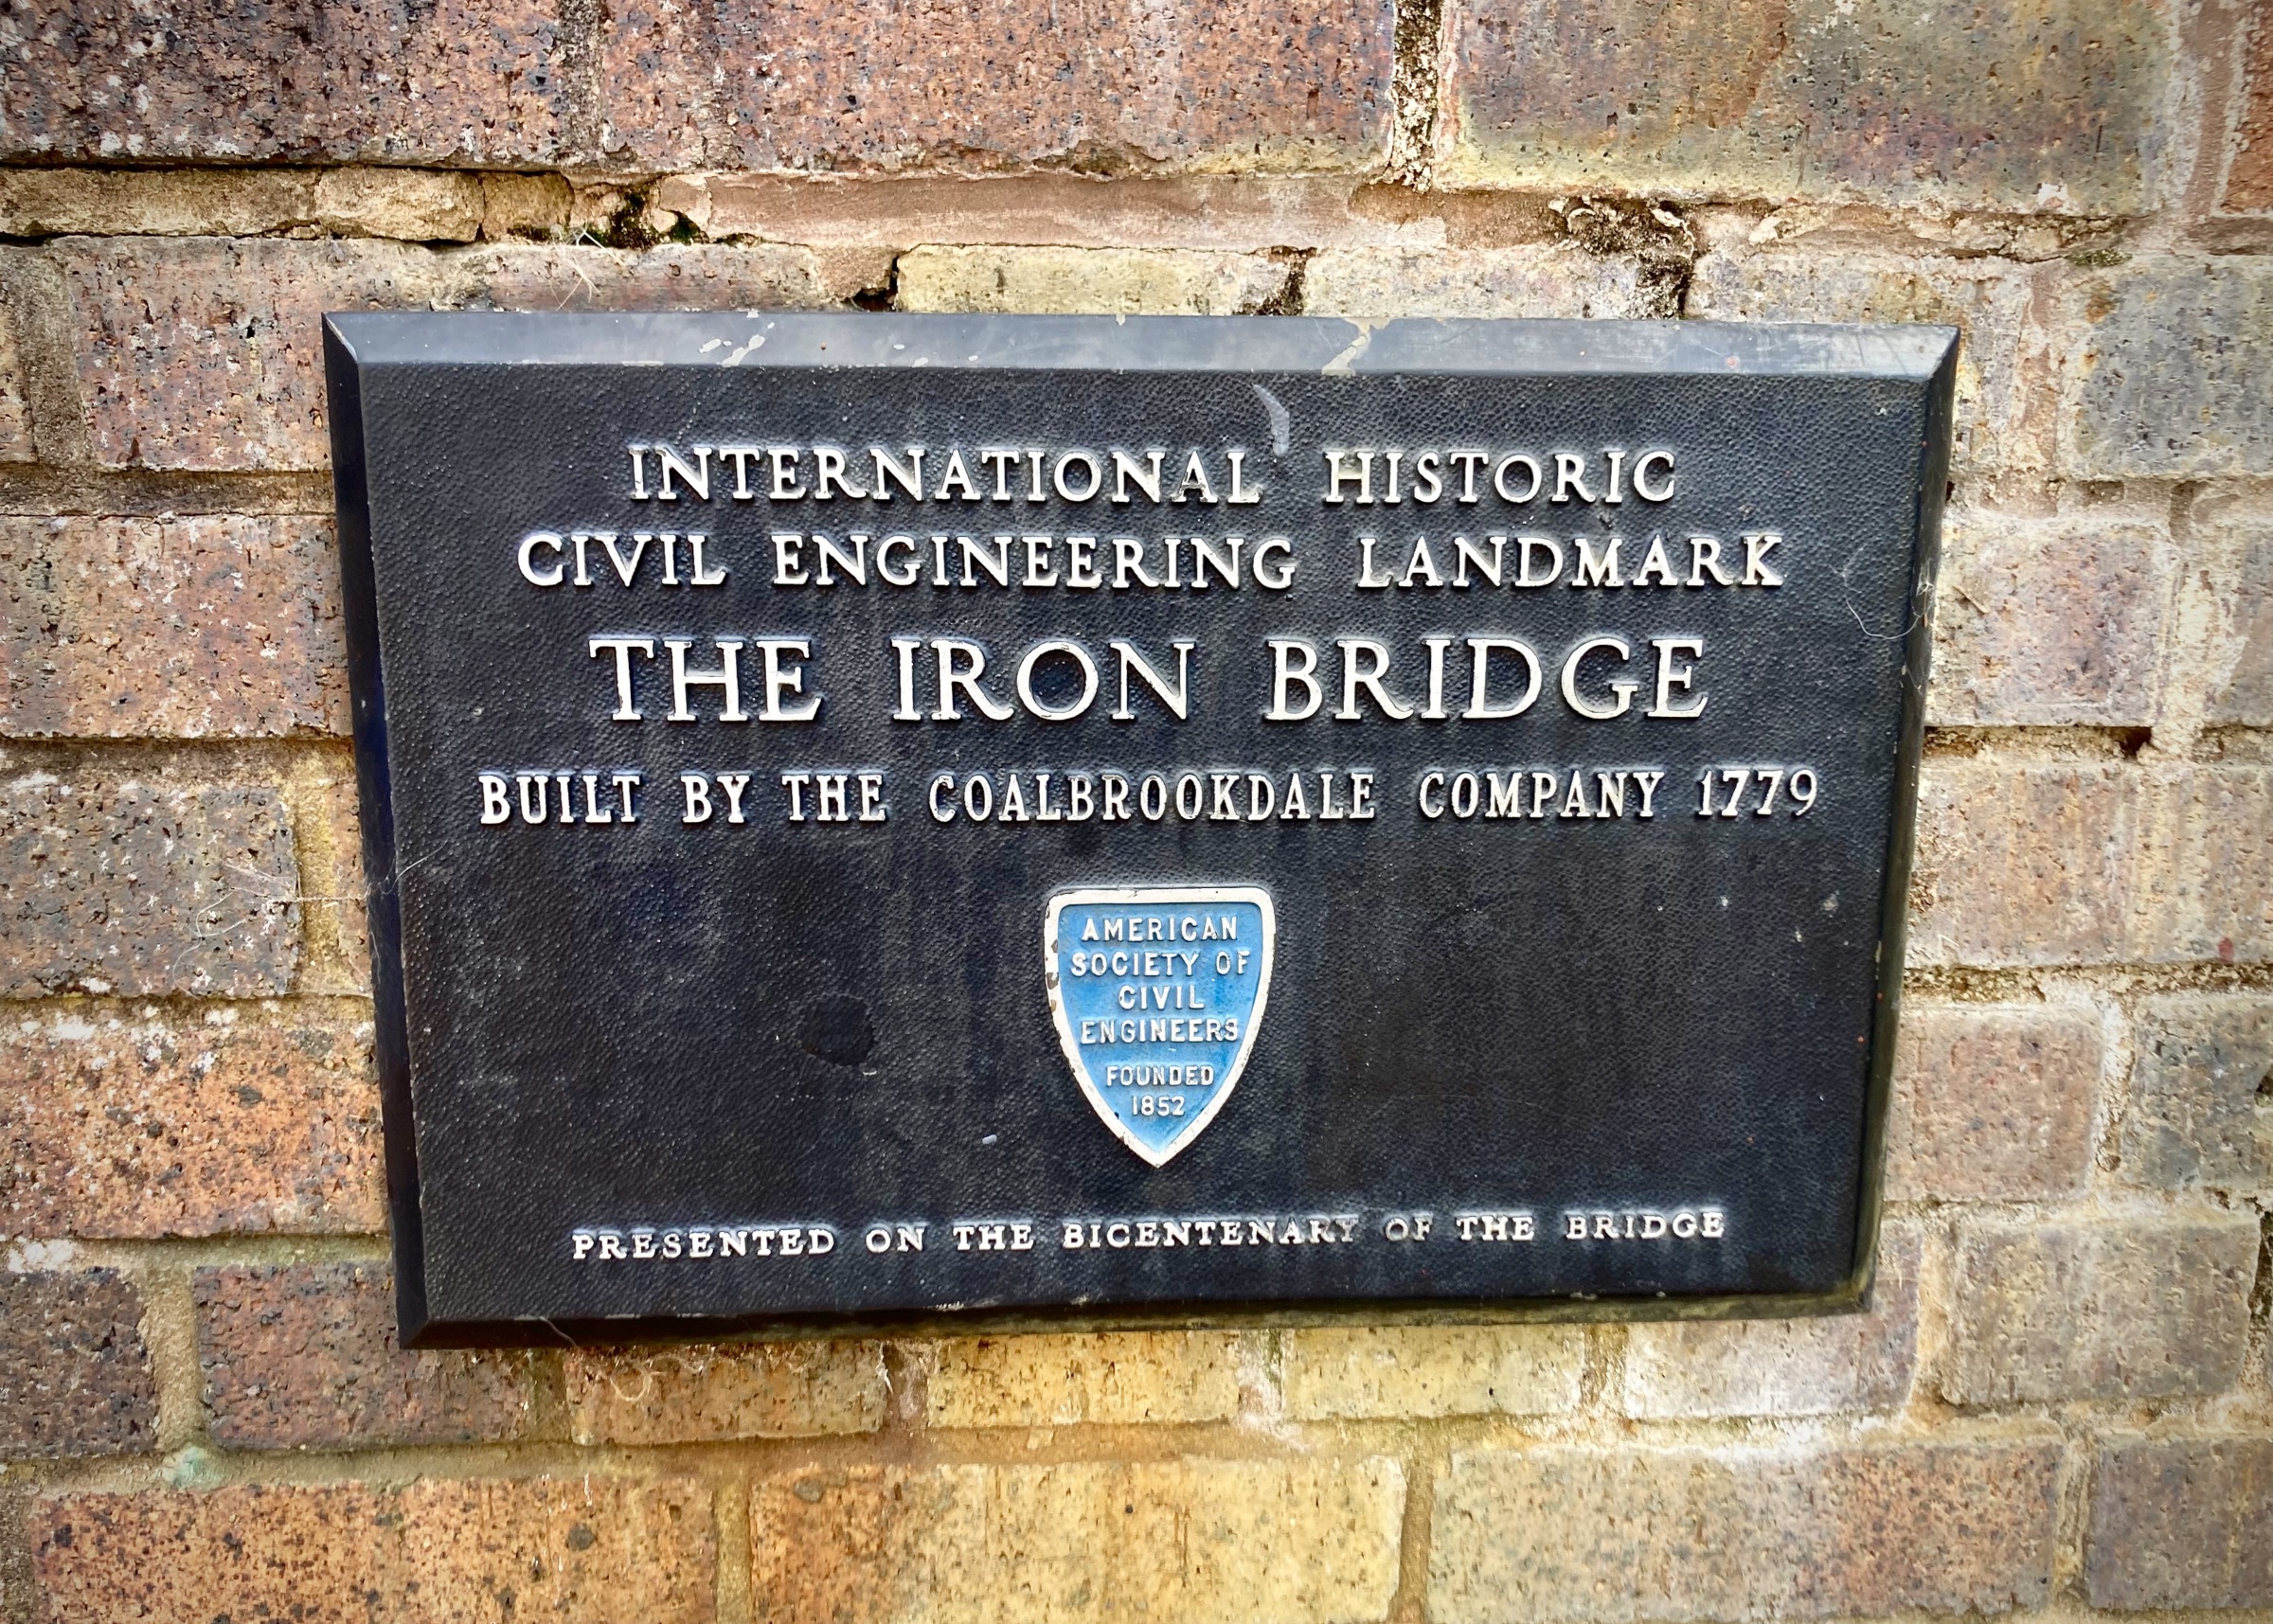 INTERNATIONAL HISTORIC
CIVIL ENGINEERING LANDMARK
THE IRON BRIDGE
BUILT BY THE COALBROOKDALE COMPANY 1779
AMERICAN
SOCIETY OF
CIVIL
ENGINEERS
FOUNDED
1852
PRESENTED ON THE BICENTENARY OF THE BRIDGE